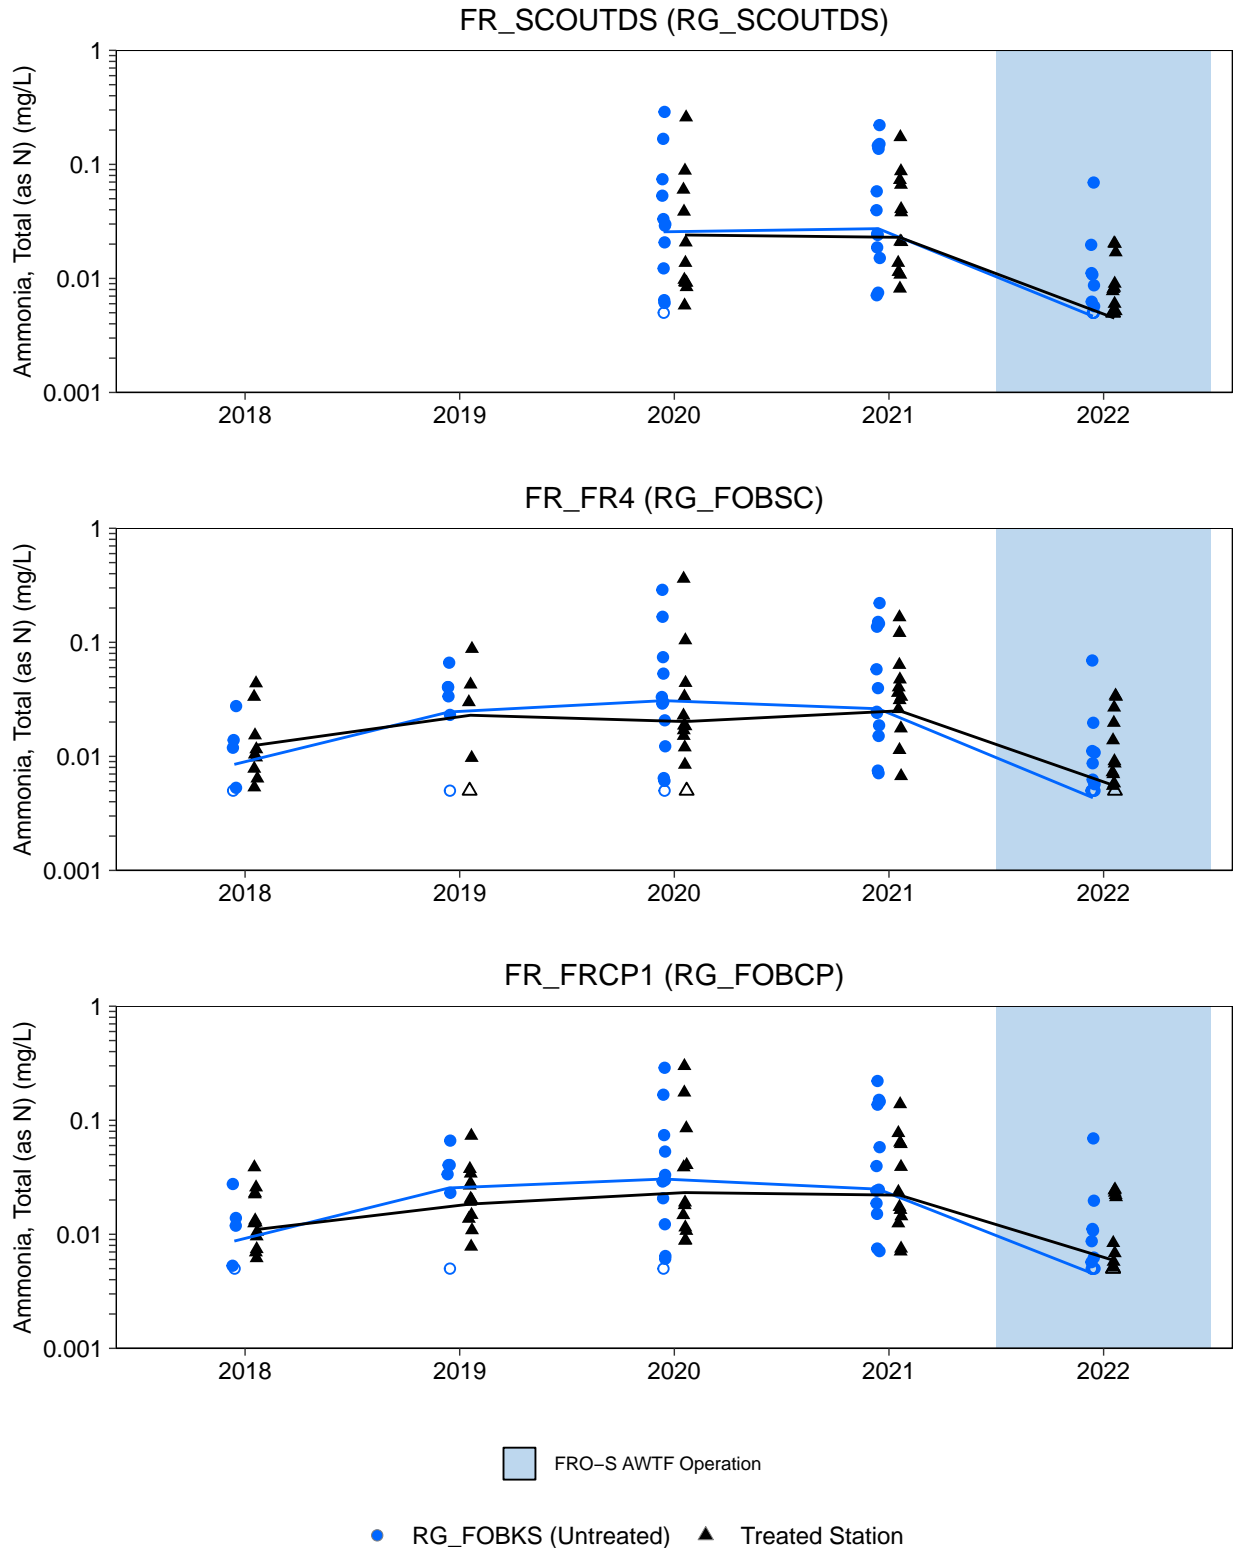 FR_SCOUTDS (RG_SCOUTDS)
Ammonia, Total (as N) (mg/L)
1
0.1
0.01
0.001
2018 2019 2020 2021 2022
FR_FR4 (RG_FOBSC)
Ammonia, Total (as N) (mg/L)
1
0.1
0.01
0.001
2018 2019 2020 2021 2022
FR_FRCP1 (RG_FOBCP)
Ammonia, Total (as N) (mg/L)
1
0.1
0.01
0.001
2018 2019 2020 2021 2022
FRO−S AWTF Operation
RG_FOBKS (Untreated) Treated Station